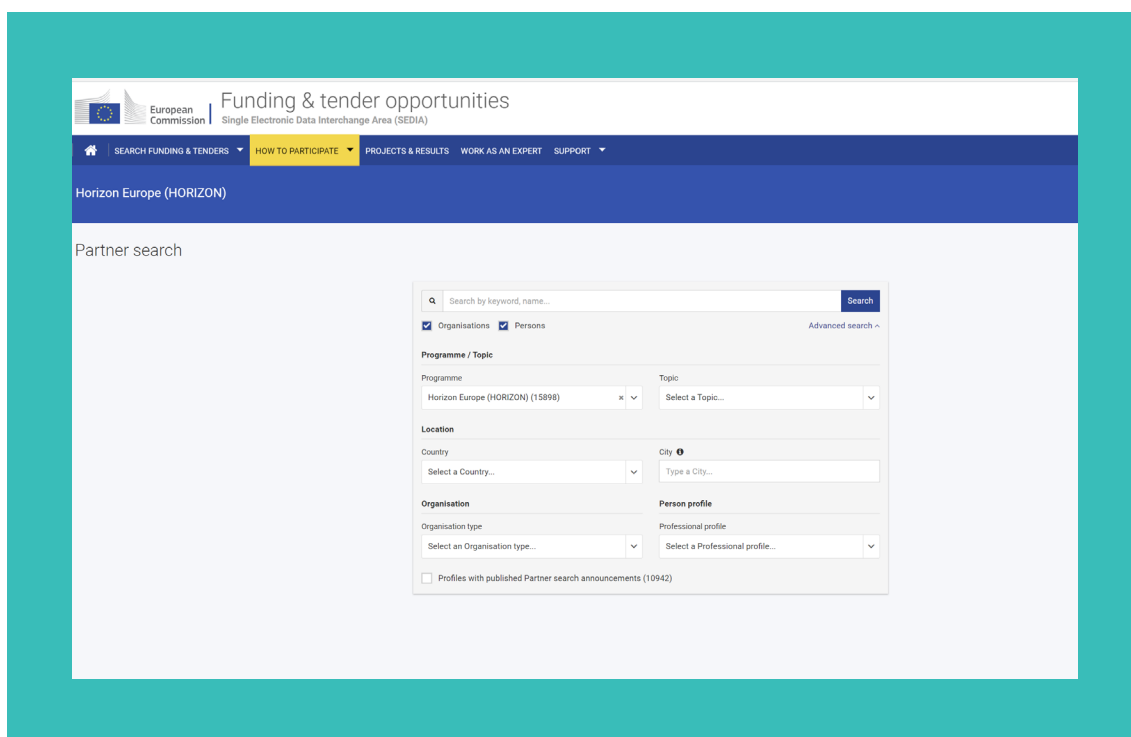 European
Commission
Funding & tender opportunities
Single Electronic Data Interchange Area (SEDIA)
SEARCH FUNDING & TENDERS HOW TO PARTICIPATE PROJECTS & RESULTS WORK AS AN EXPERT SUPPORT
Horizon Europe (HORIZON)
Partner search
Search by keyword, name... Search
Organisations Persons Advanced search
Programme / Topic
Programme Topic
Horizon Europe (HORIZON) (15898) × Select a Topic...
Location
Country City
Select a Country... Type a City...
Organisation Person profile
Organisation type Professional profile
Select an Organisation type... Select a Professional profile...
Profiles with published Partner search announcements (10942)